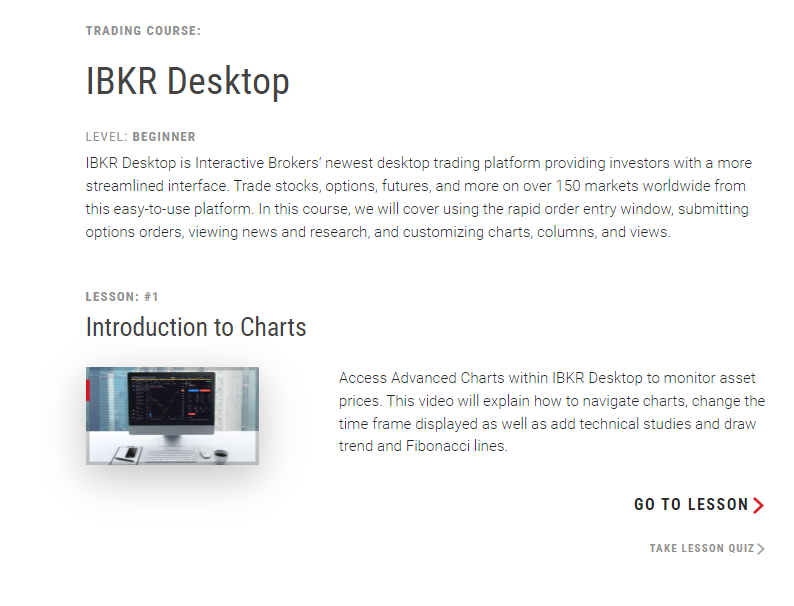 TRADING COURSE:
IBKR Desktop
LEVEL: BEGINNER
IBKR Desktop is Interactive Brokers’ newest desktop trading platform providing investors with a more
streamlined interface. Trade stocks, options, futures, and more on over 150 markets worldwide from
this easy-to-use platform. In this course, we will cover using the rapid order entry window, submitting
options orders, viewing news and research, and customizing charts, columns, and views.
LESSON: #1
Introduction to Charts
Access Advanced Charts within IBKR Desktop to monitor asset
prices. This video will explain how to navigate charts, change the
time frame displayed as well as add technical studies and draw
trend and Fibonacci lines.
GO TO LESSON
TAKE LESSON QUIZ